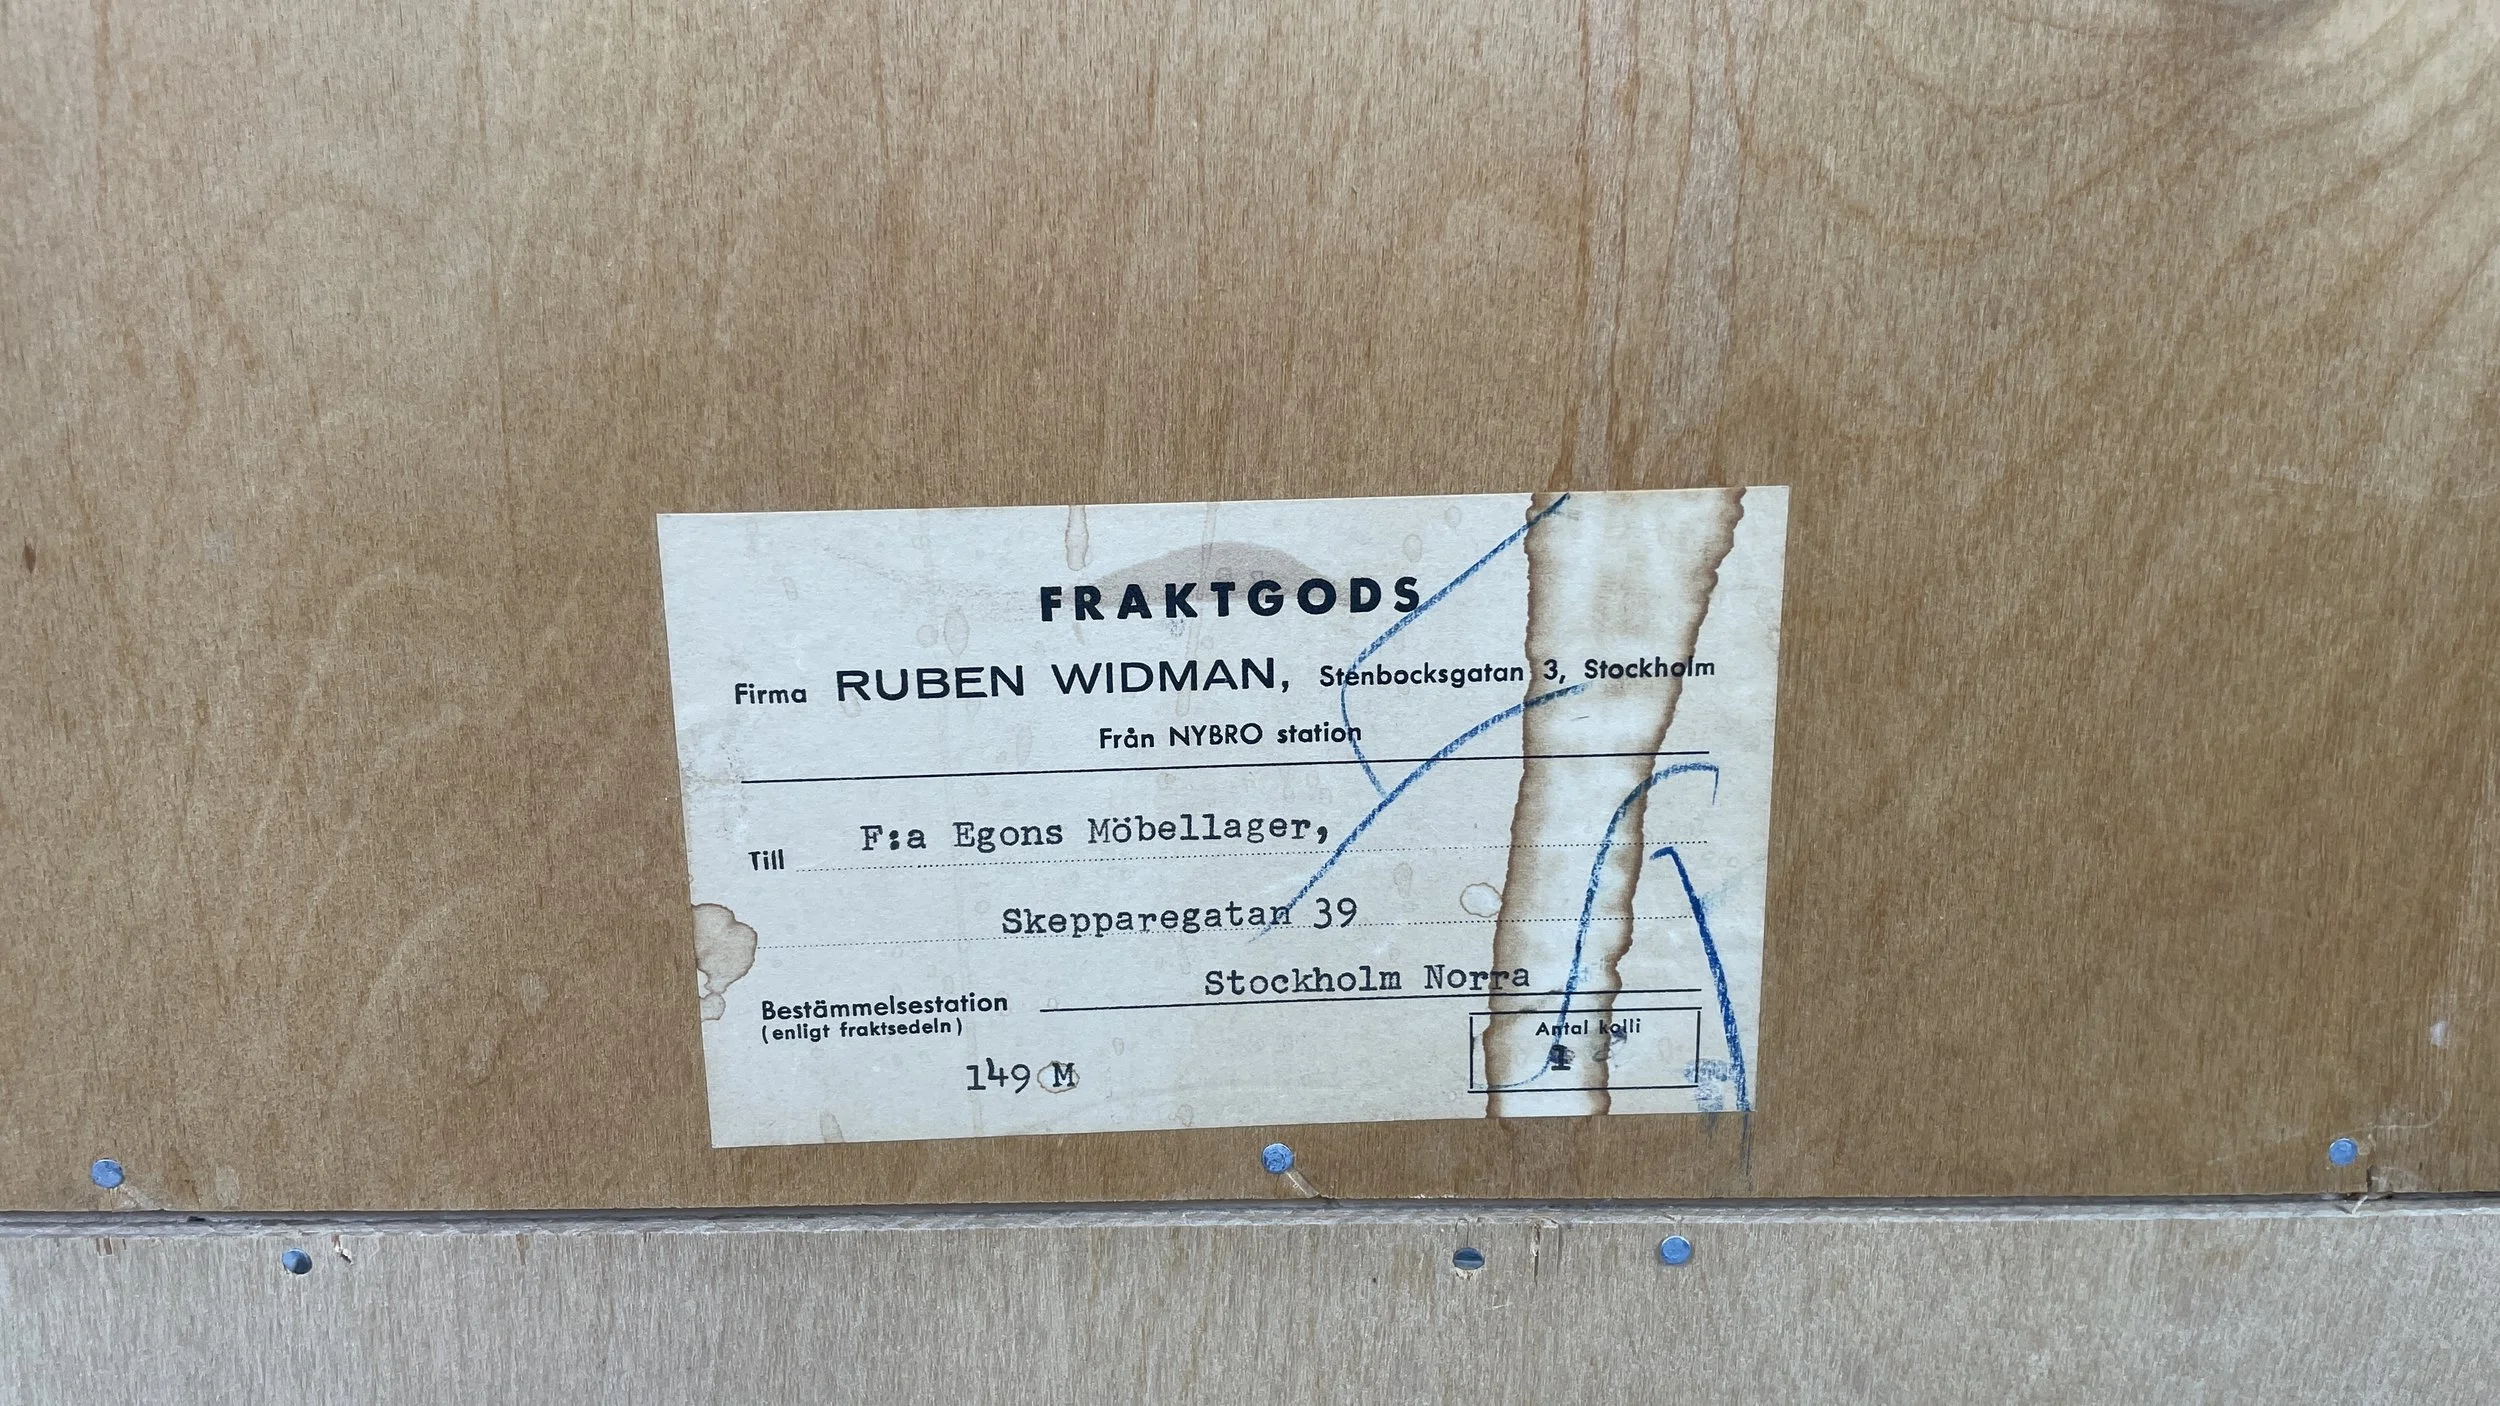 FRAKTGODS
Firma RUBEN WIDMAN, Stenbocksgatan 3, Stockholm
Från NYBRO station
Till F:a Egons Möbellager,
Skepparegatan 39
Bestämmelsestation Stockholm Norra
(enligt fraktsedeln)
Antal kolli
149 M 1